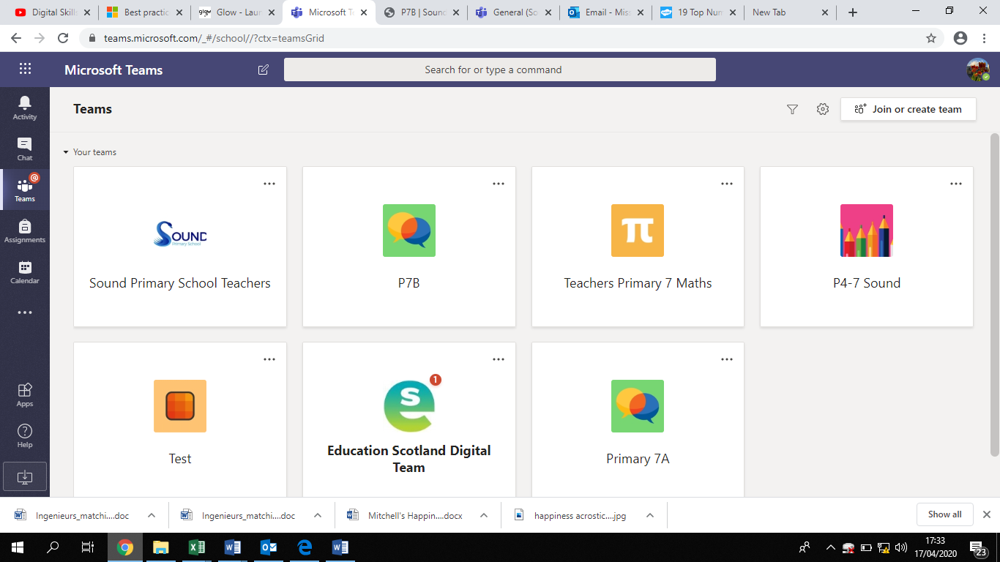 Digital Skills
Best practic
glow Glow - Laun
Microsoft Te
P7B | Sound
General (So
Email - Miss
19 Top Num
New Tab
teams.microsoft.com/_#/school//?ctx=teamsGrid
Microsoft Teams
Search for or type a command
Activity
Chat
@
Teams
Assignments
Calendar
Apps
Help
Teams
Join or create team
Your teams
SOUND
Primary School
Sound Primary School Teachers
P7B
π
Teachers Primary 7 Maths
P4-7 Sound
Test
se
1
Education Scotland Digital
Team
Primary 7A
Ingenieurs_matchi....doc
Ingenieurs_matchi....doc
Mitchell's Happin....docx
happiness acrostic....jpg
Show all
17:33
17/04/2020
23